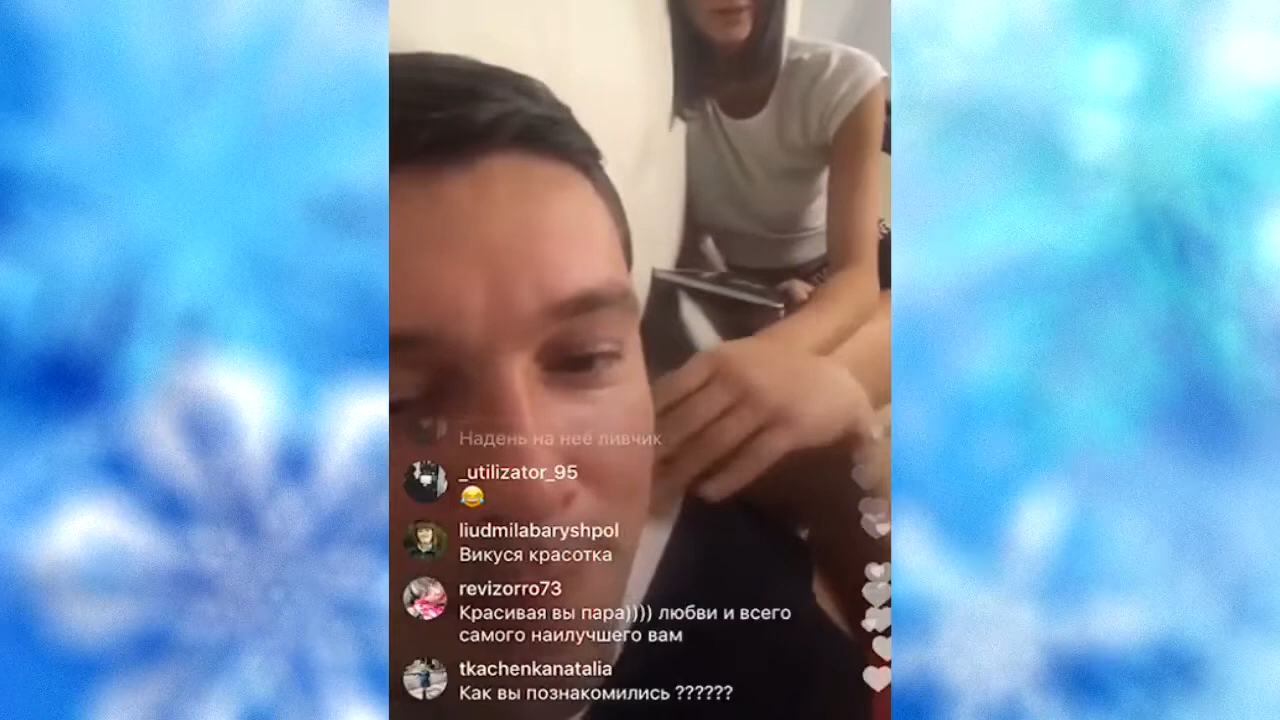 Надень на неё ливчик
_utilizator_95
😂
liudmilabaryshpol
Викуся красотка
revizorro73
Красивая вы пара)))) любви и всего
самого наилучшего вам
tkachenkanatalia
Как вы познакомились ??????